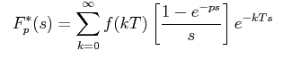 $F_p^*(s) = \sum_{k=0}^{\infty} f(kT) \left[ \frac{1 - e^{-ps}}{s} \right] e^{-kTs}$